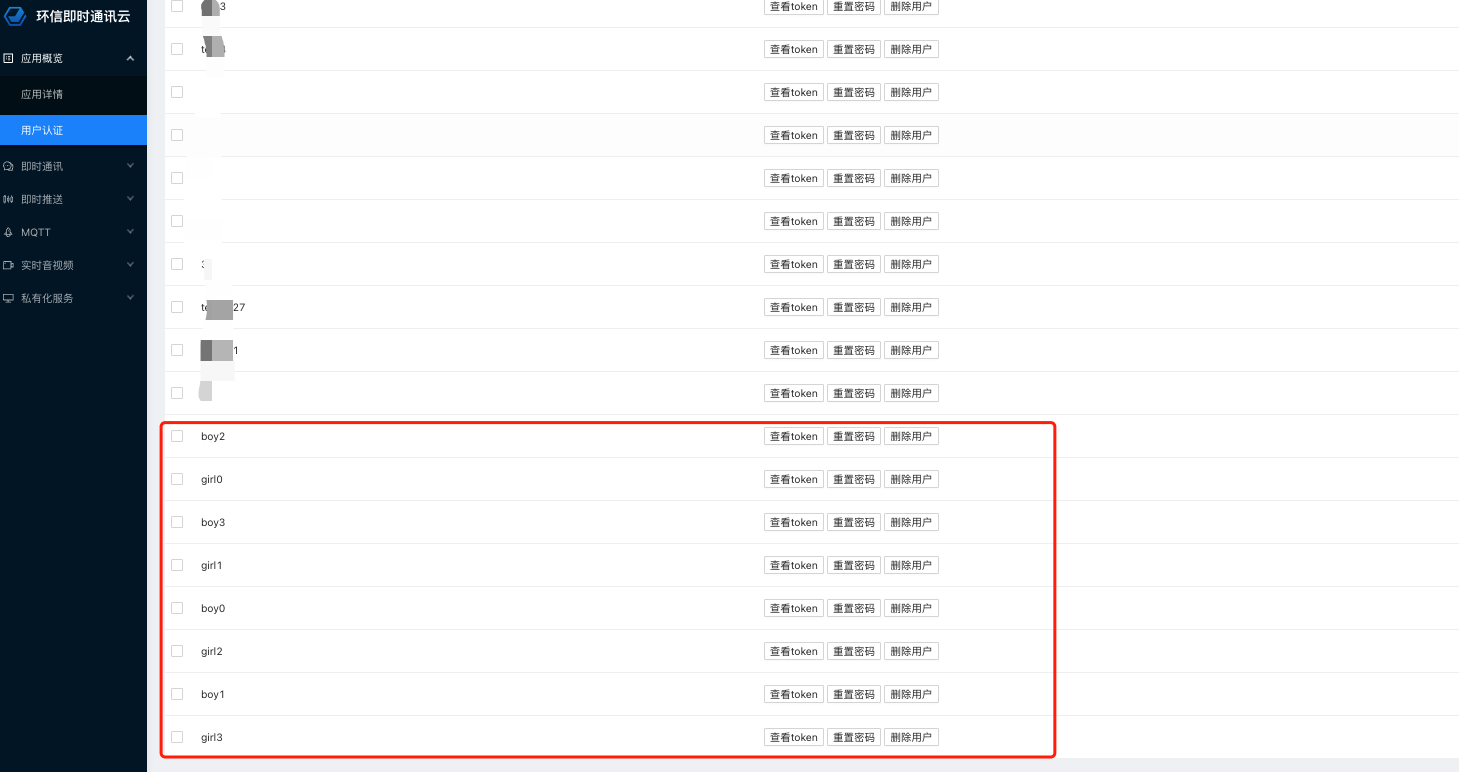 环信即时通讯云
应用概览
应用详情
用户认证
即时通讯
即时推送
MQTT
实时音视频
私有化服务
3 查看token 重置密码 删除用户
查看token 重置密码 删除用户
查看token 重置密码 删除用户
查看token 重置密码 删除用户
查看token 重置密码 删除用户
查看token 重置密码 删除用户
3 查看token 重置密码 删除用户
27 查看token 重置密码 删除用户
1 查看token 重置密码 删除用户
查看token 重置密码 删除用户
boy2 查看token 重置密码 删除用户
girl0 查看token 重置密码 删除用户
boy3 查看token 重置密码 删除用户
girl1 查看token 重置密码 删除用户
boy0 查看token 重置密码 删除用户
girl2 查看token 重置密码 删除用户
boy1 查看token 重置密码 删除用户
girl3 查看token 重置密码 删除用户